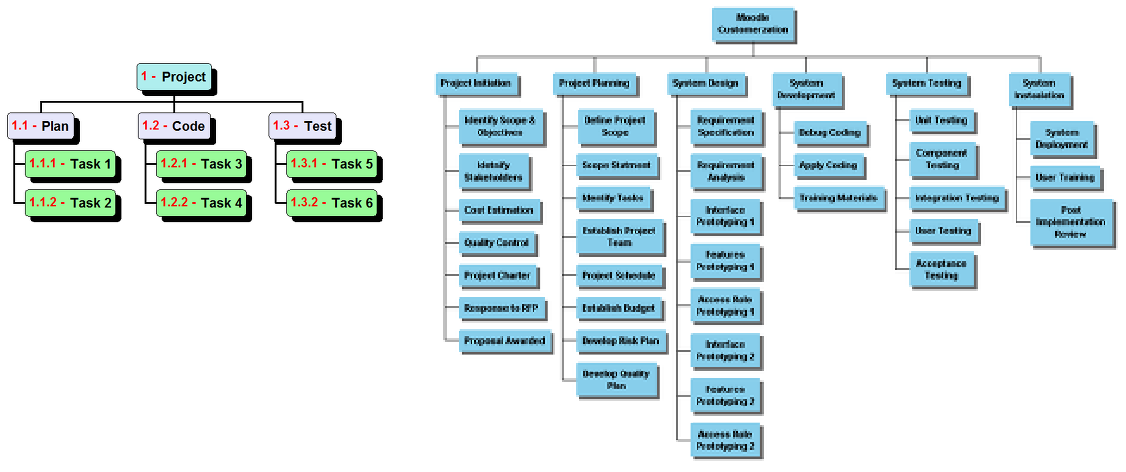 1 - Project
1.1 - Plan
1.2 - Code
1.3 - Test
1.1.1 - Task 1
1.2.1 - Task 3
1.3.1 - Task 5
1.1.2 - Task 2
1.2.2 - Task 4
1.3.2 - Task 6
Moodle
Customerzation
Project Initiation
Identify Scope &
Objectives
Idetnify
Stakeholders
Cost Estimation
Quality Control
Project Charter
Response to RFP
Proposal Awarded
Project Planning
Define Project
Scope
Scope Statment
Identify Tasks
Establish Project
Team
Project Schedule
Establish Budget
Develop Risk Plan
Develop Quality
Plan
System Design
Requirement
Specification
Requirement
Analysis
Interface
Prototyping 1
Features
Prototyping 1
Access Role
Prototyping 1
Interface
Prototyping 2
Features
Prototyping 2
Access Role
Prototyping 2
System
Development
Debug Coding
Apply Coding
Training Materials
System Testing
Unit Testing
Component
Testing
Integration Testing
User Testing
Acceptance
Testing
System
Instaalation
System
Deployment
User Training
Post
Implementation
Review